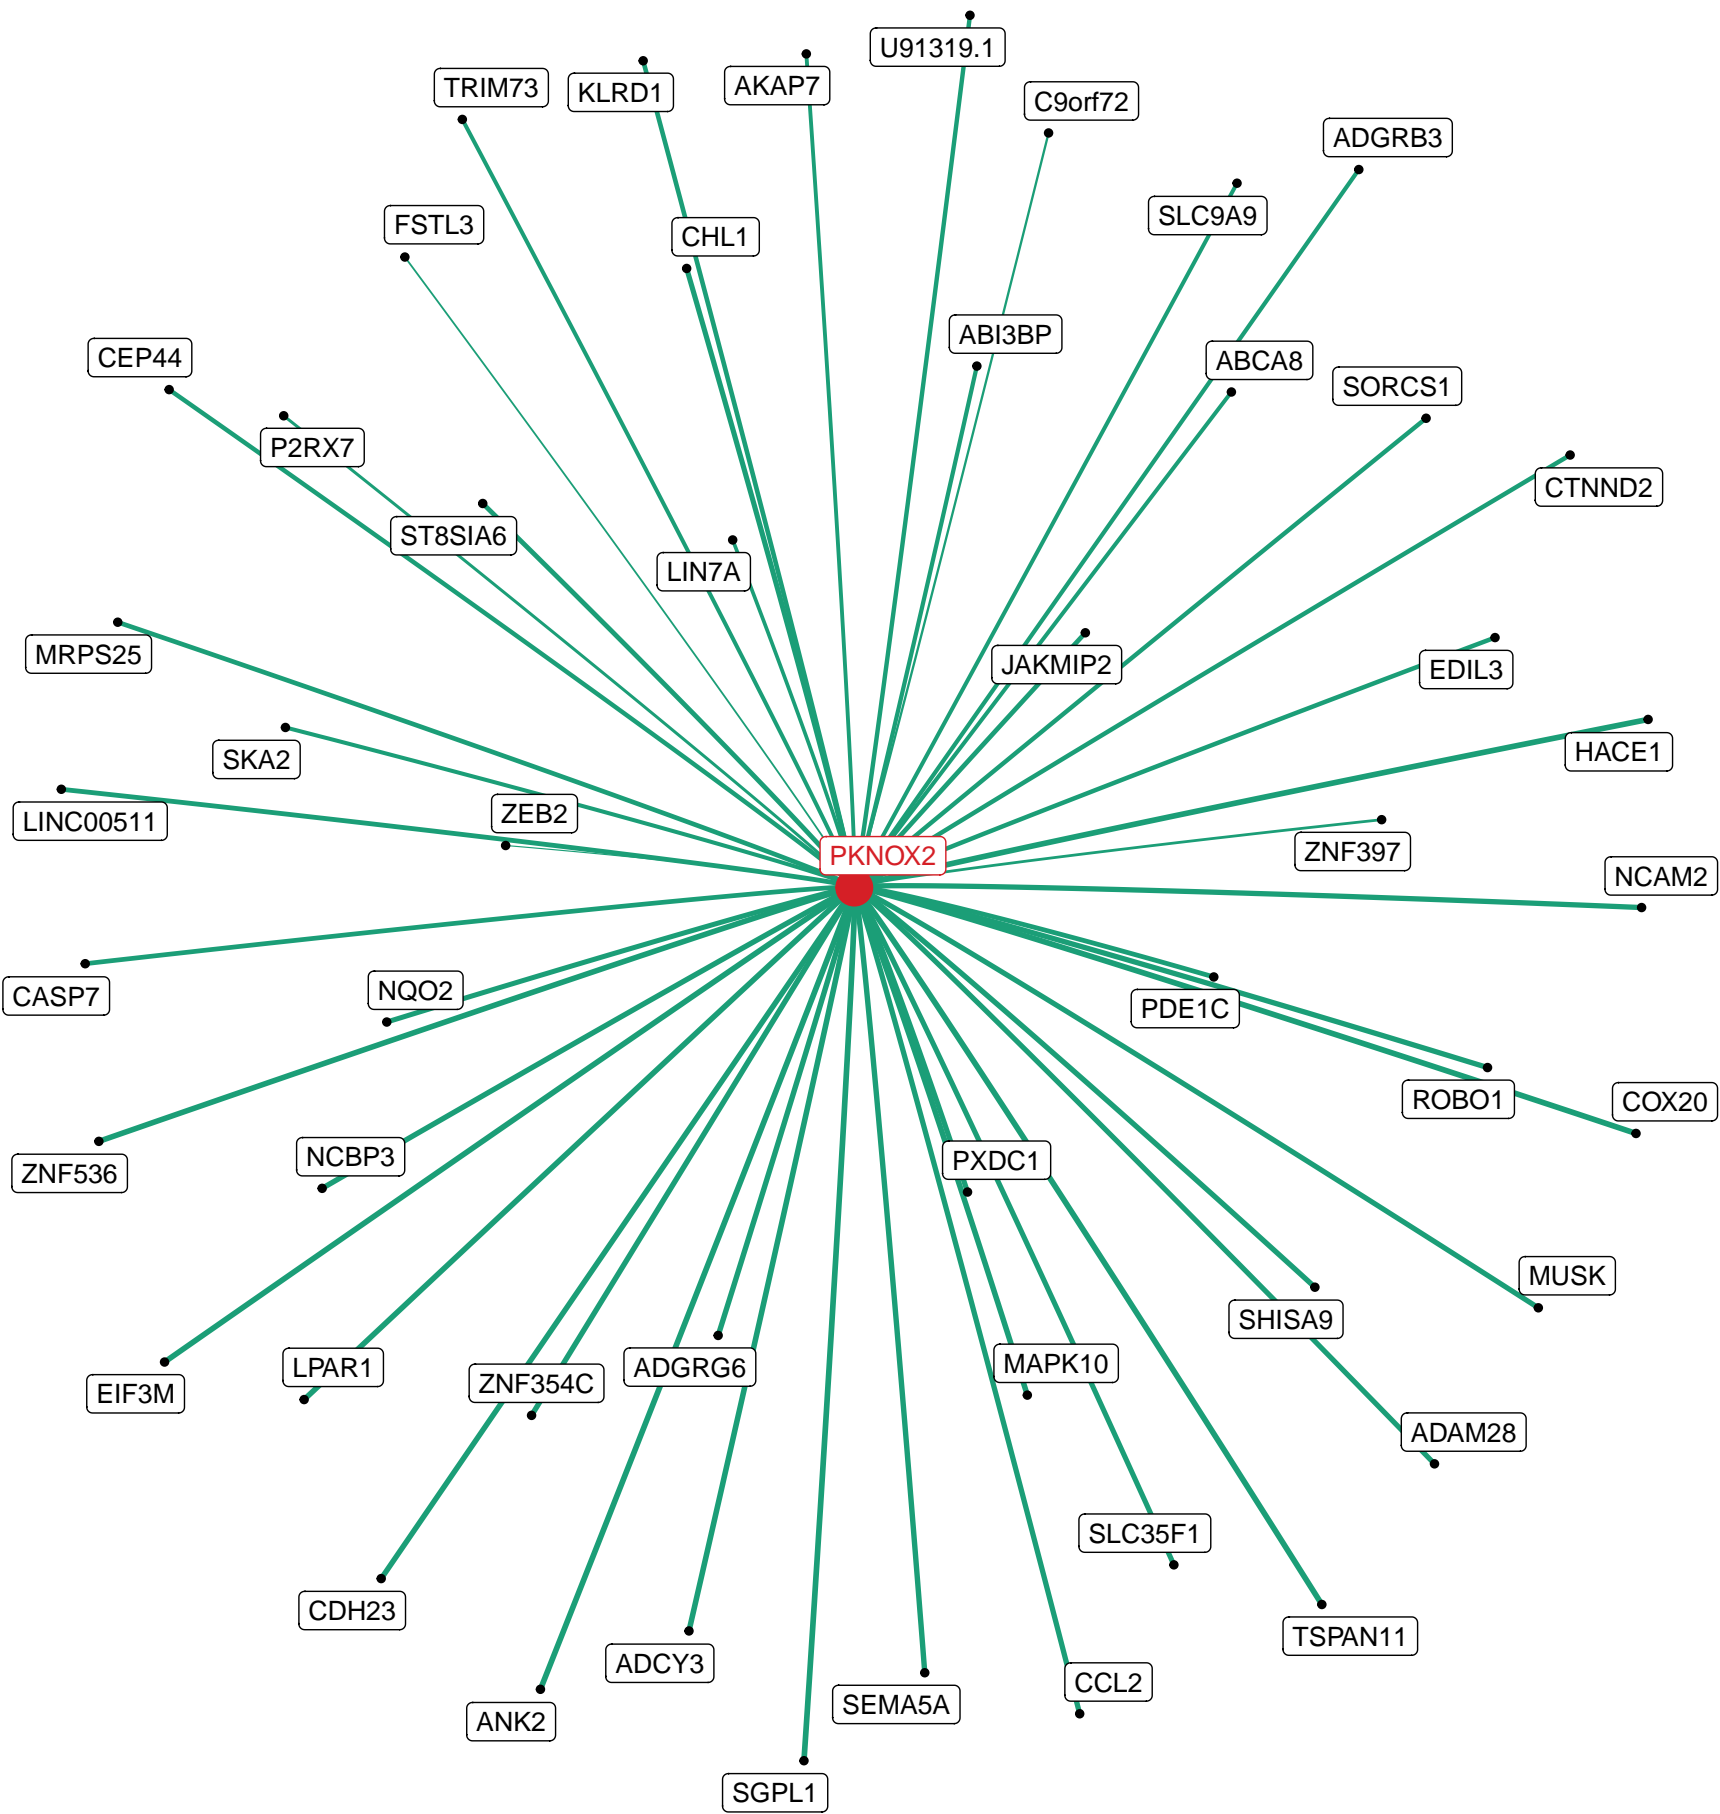 U91319.1
TRIM73
KLRD1
AKAP7
C9orf72
ADGRB3
SLC9A9
FSTL3
CHL1
ABI3BP
CEP44
ABCA8
SORCS1
P2RX7
CTNND2
ST8SIA6
LIN7A
MRPS25
JAKMIP2
EDIL3
SKA2
HACE1
LINC00511
ZEB2
PKNOX2
ZNF397
NCAM2
CASP7
NQO2
PDE1C
ROBO1
COX20
ZNF536
NCBP3
PXDC1
MUSK
SHISA9
EIF3M
LPAR1
ZNF354C
ADGRG6
MAPK10
ADAM28
SLC35F1
CDH23
TSPAN11
ADCY3
CCL2
ANK2
SEMA5A
SGPL1